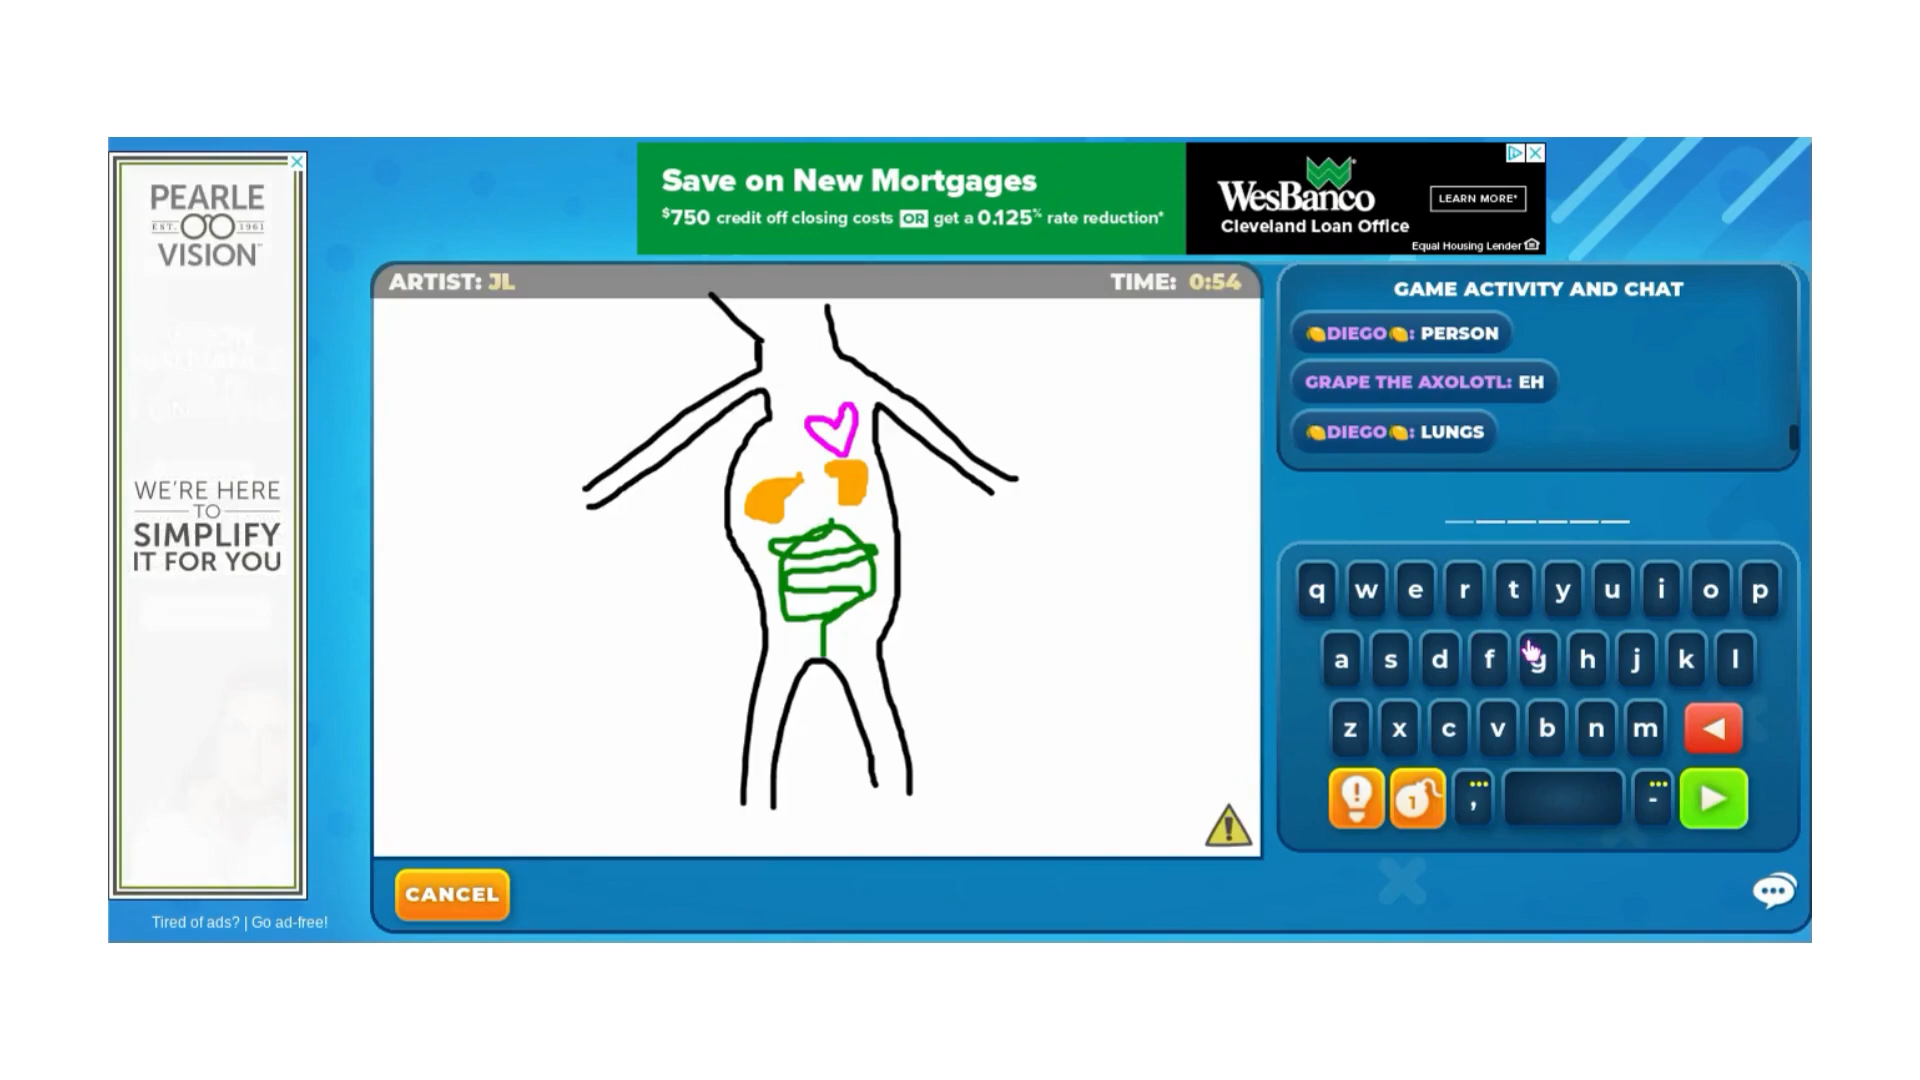 PEARLE
EST. 1961
VISION
WE'RE HERE
TO
SIMPLIFY
IT FOR YOU
Tired of ads? | Go ad-free!
Save on New Mortgages
$750 credit off closing costs OR get a 0.125% rate reduction*
WesBanco
Cleveland Loan Office
LEARN MORE*
Equal Housing Lender
ARTIST: JL
TIME: 0:54
CANCEL
GAME ACTIVITY AND CHAT
DIEGO: PERSON
GRAPE THE AXOLOTL: EH
DIEGO: LUNGS
q w e r t y u i o p
a s d f g h j k l
z x c v b n m
1 , -